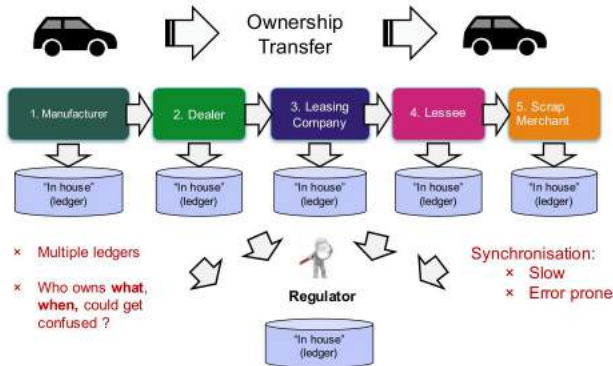 Ownership
Transfer
1. Manufacturer
2. Dealer
3. Leasing
Company
4. Lessee
5. Scrap
Merchant
"In house"
(ledger)
"In house"
(ledger)
"In house"
(ledger)
"In house"
(ledger)
"In house"
(ledger)
× Multiple ledgers
× Who owns what,
when, could get
confused ?
Regulator
Synchronisation:
× Slow
× Error prone
"In house"
(ledger)